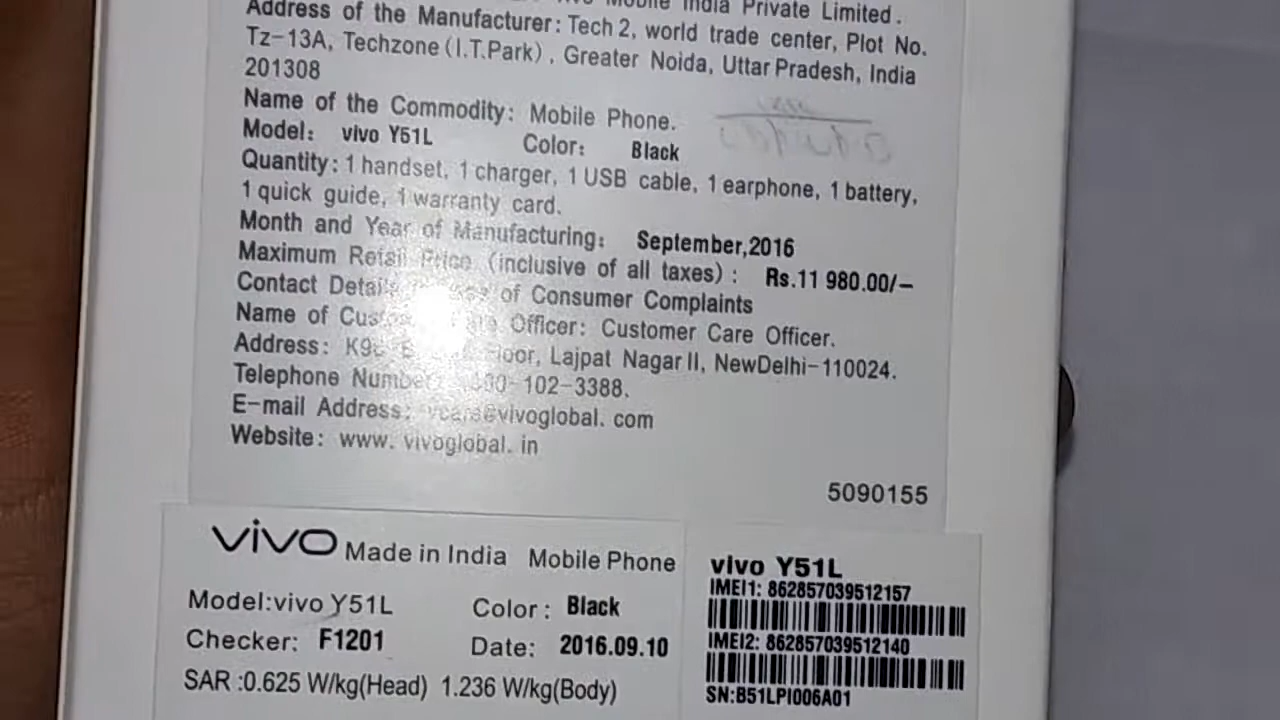 Mobile India Private Limited.
Address of the Manufacturer: Tech 2, world trade center, Plot No.
Tz-13A, Techzone (I.T.Park) , Greater Noida, Uttar Pradesh, India
201308
Name of the Commodity: Mobile Phone.
Model: vivo Y51L Color: Black
Quantity: 1 handset, 1 charger, 1 USB cable, 1 earphone, 1 battery,
1 quick guide, 1 warranty card.
Month and Year of Manufacturing: September,2016
Maximum Retail Price (inclusive of all taxes) : Rs.11 980.00/-
Contact Details of Consumer Complaints
Name of Officer: Customer Care Officer.
Address: Floor, Lajpat Nagar II, NewDelhi-110024.
Telephone Number: -102-3388.
E-mail Address: vcare@vivoglobal. com
Website: www. vivoglobal. in
5090155
vivo Made in India Mobile Phone
Model:vivo Y51L Color : Black
Checker: F1201 Date: 2016.09.10
SAR :0.625 W/kg(Head) 1.236 W/kg(Body)
vivo Y51L
IMEI1: 862857039512157
IMEI2: 862857039512140
SN:B51LPI006A01